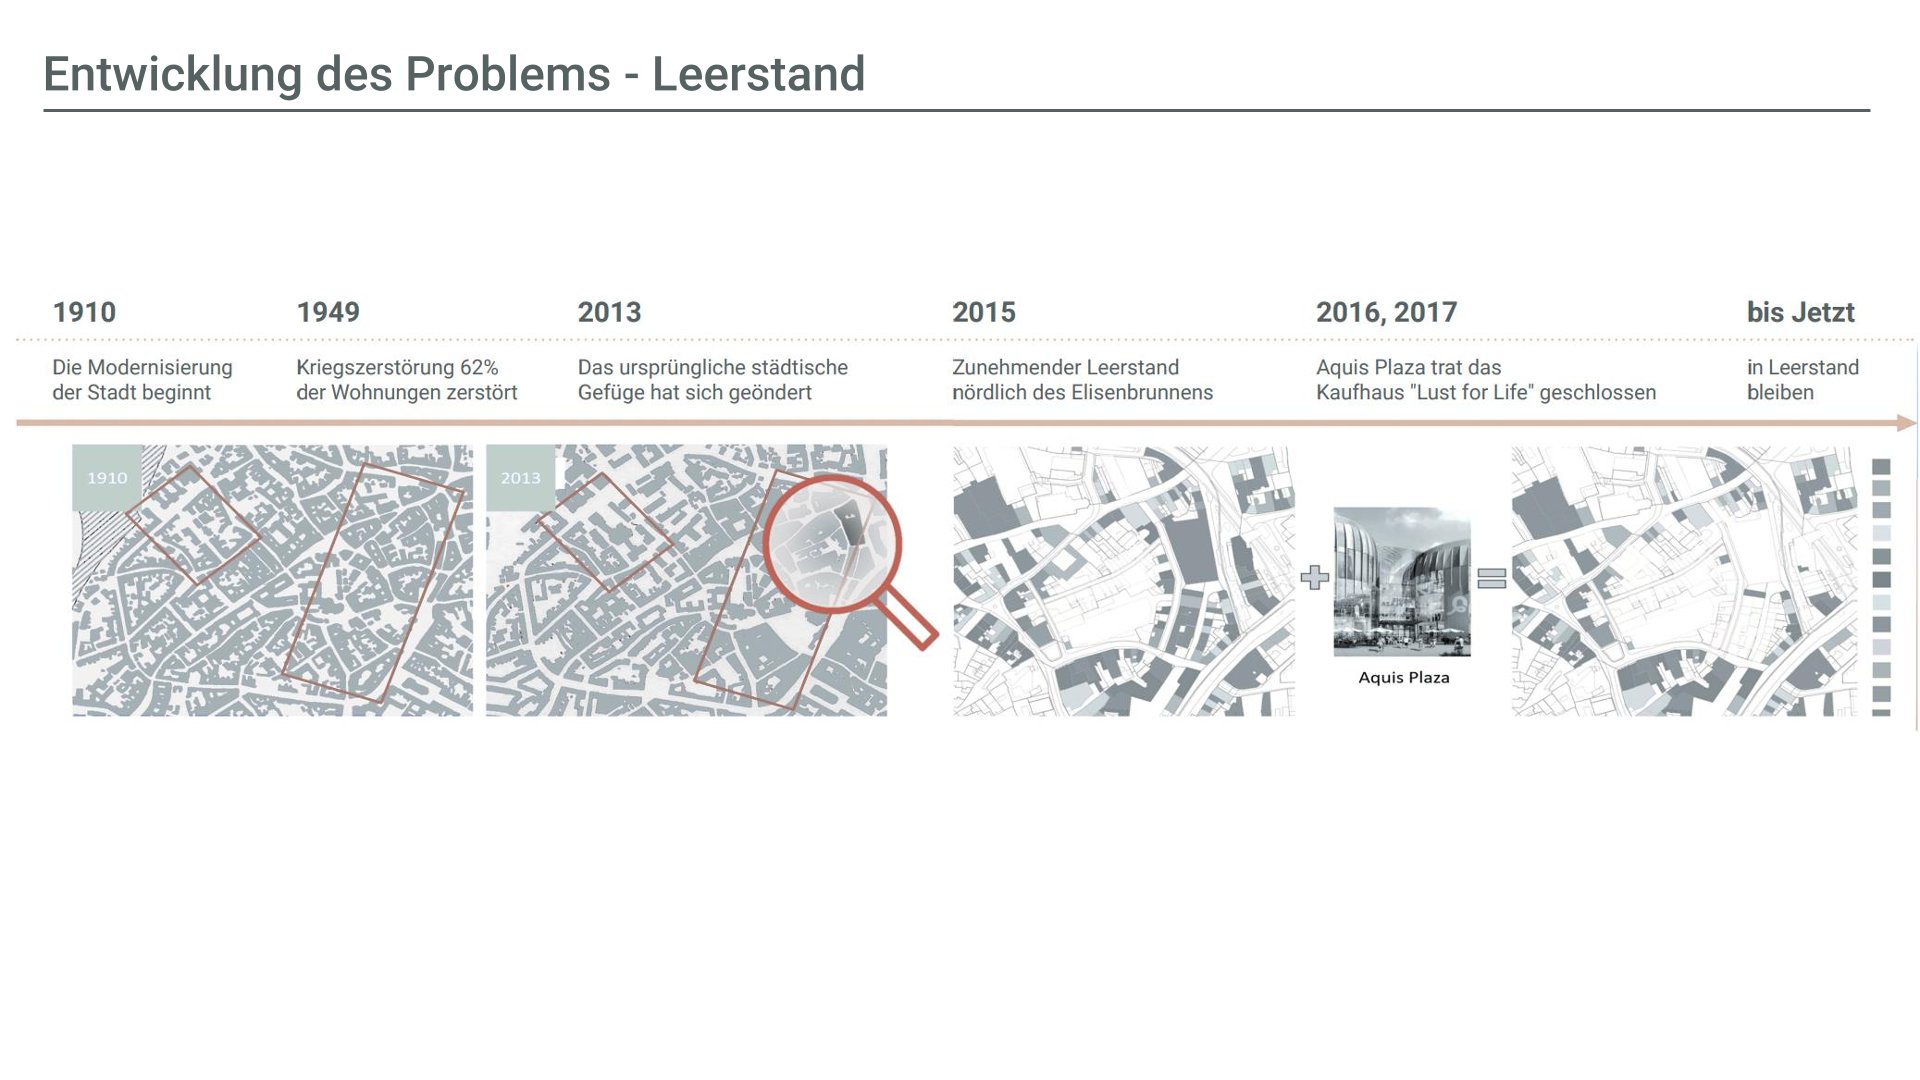 Entwicklung des Problems - Leerstand
1910
Die Modernisierung
der Stadt beginnt
1949
Kriegszerstörung 62%
der Wohnungen zerstört
2013
Das ursprüngliche städtische
Gefüge hat sich geöndert
2015
Zunehmender Leerstand
nördlich des Elisenbrunnens
2016, 2017
Aquis Plaza trat das
Kaufhaus "Lust for Life" geschlossen
bis Jetzt
in Leerstand
bleiben
1910
2013
Aquis Plaza